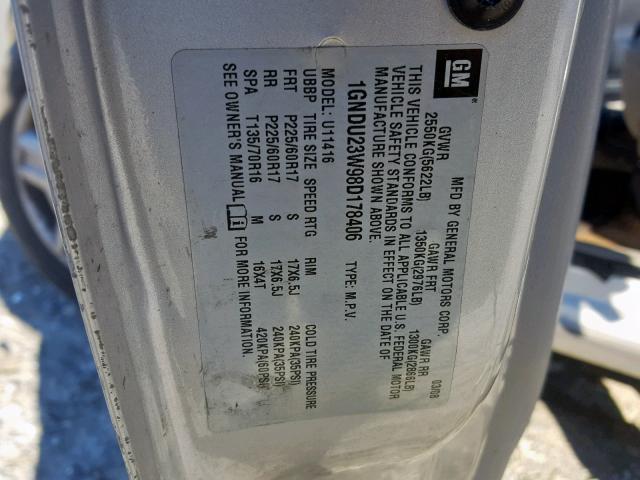 GM
MFD BY GENERAL MOTORS CORP. 03/08
GVWR GAWR FRT GAWR RR
2550KG(5622LB) 1350KG(2976LB) 1300KG(2866LB)
THIS VEHICLE CONFORMS TO ALL APPLICABLE U.S. FEDERAL MOTOR
VEHICLE SAFETY STANDARDS IN EFFECT ON THE DATE OF
MANUFACTURE SHOWN ABOVE.
1GNDU23W98D178406 TYPE: M.P.V.
MODEL: U11416
UBBP TIRE SIZE SPEED RTG RIM COLD TIRE PRESSURE
FRT P225/60R17 S 17X6.5J 240KPA(35PSI)
RR P225/60R17 S 17X6.5J 240KPA(35PSI)
SPA T135/70R16 M 16X4T 420KPA(60PSI)
SEE OWNER'S MANUAL FOR MORE INFORMATION.